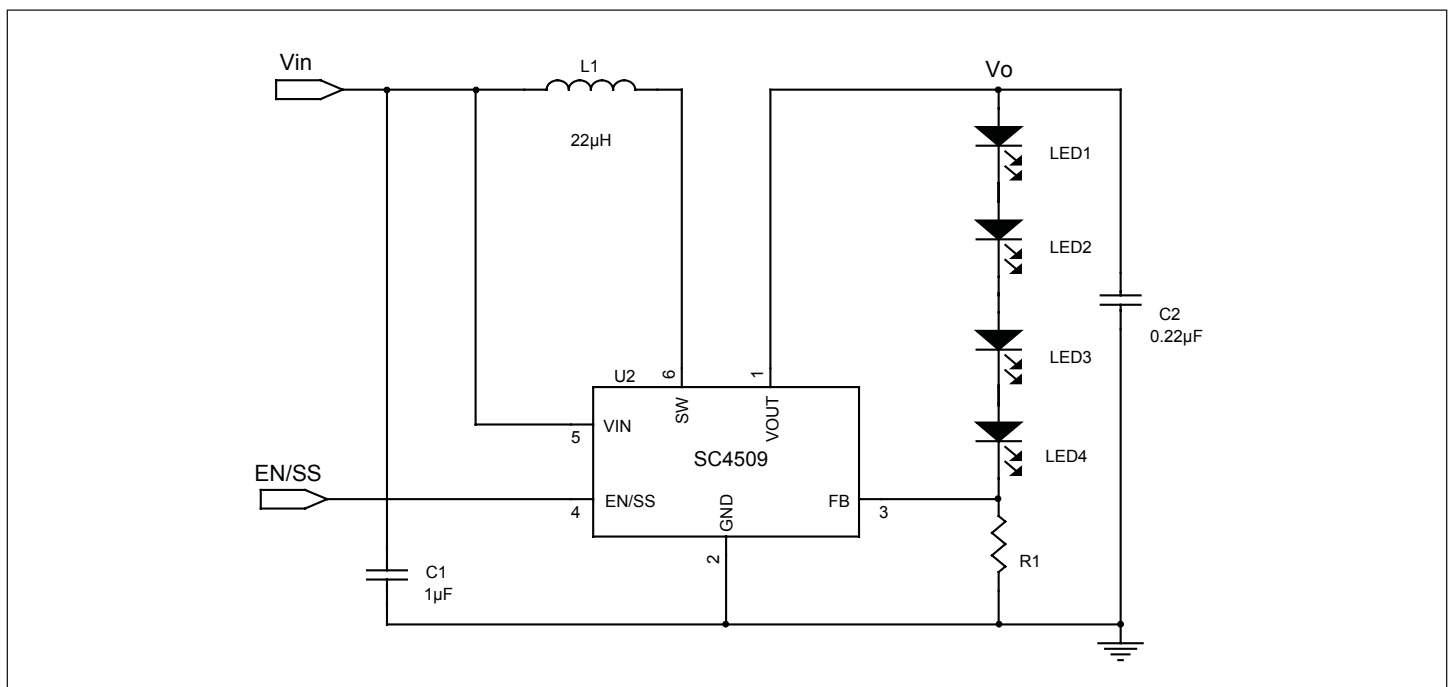 Vin
L1
22µH
Vo
LED1
LED2
C2
0.22µF
LED3
U2
6
1
SW
VOUT
VIN
5
SC4509
LED4
EN/SS
EN/SS
4
GND
FB
3
2
R1
C1
1µF